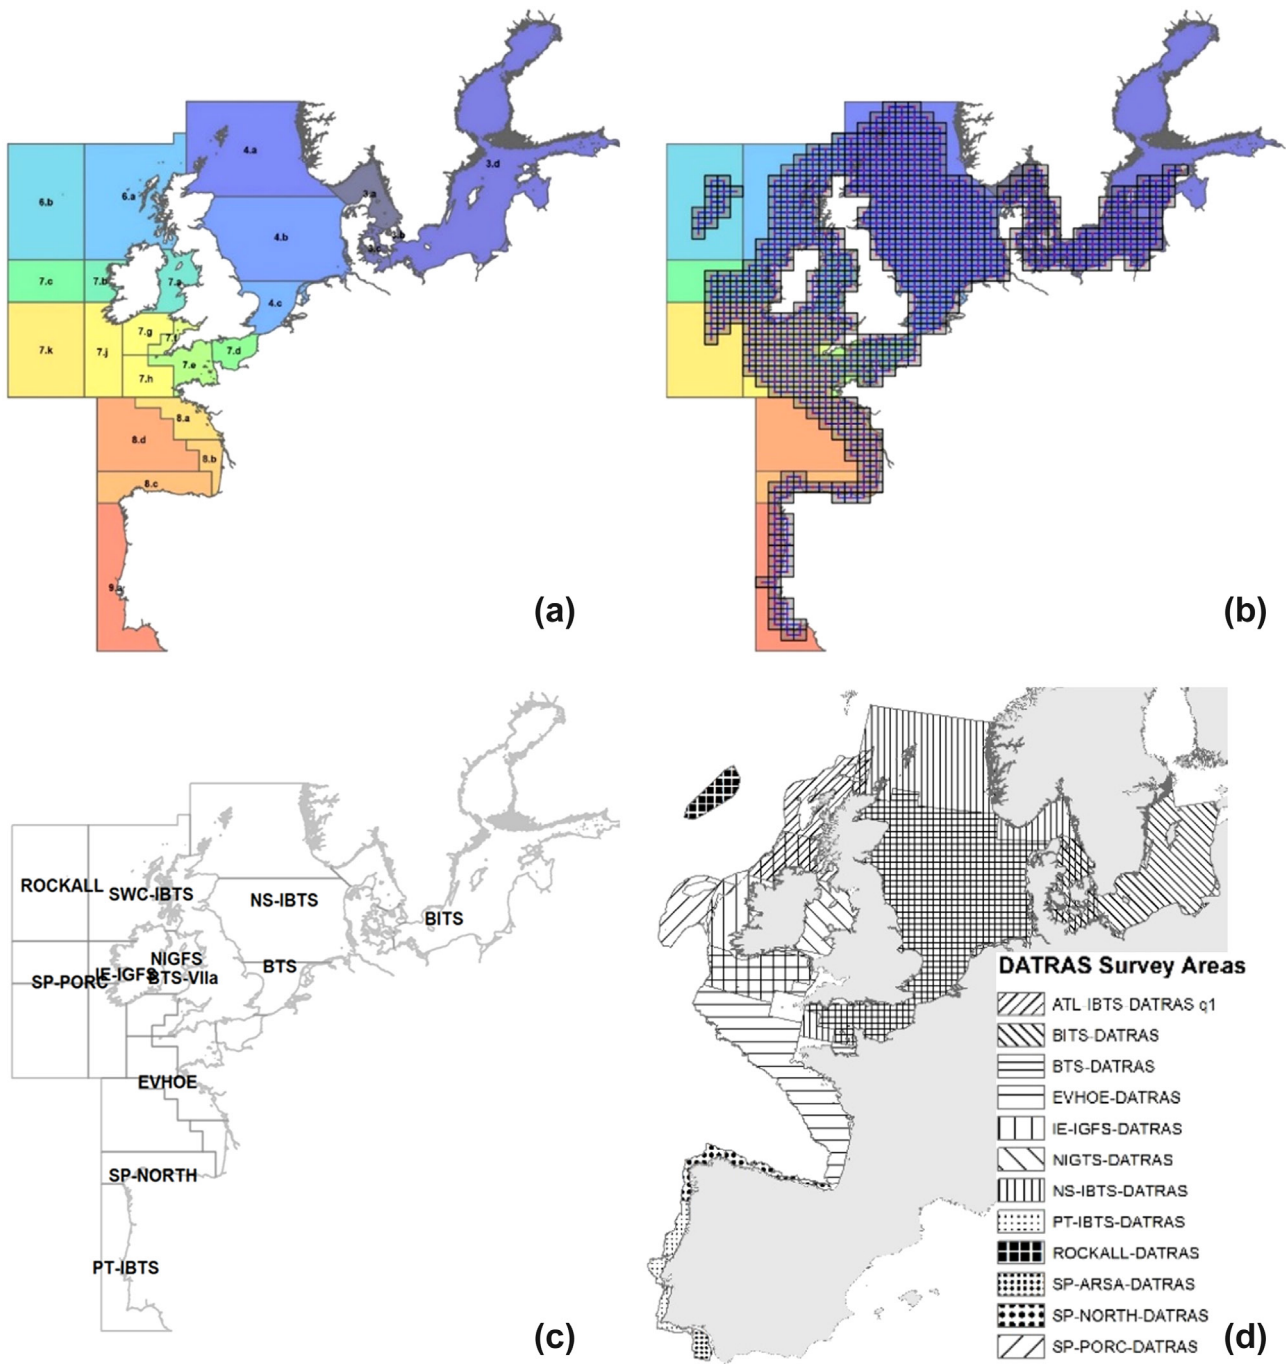 4.a
3.d
3.a
6.b
6.a
4.b
3.b
3.c
7.c
7.b
7.a
4.c
7.g
7.f
7.k
7.j
7.e
7.d
7.h
8.a
8.d
8.b
8.c
9.a
(a)
(b)
ROCKALL
SWC-IBTS
NS-IBTS
BITS
NIGFS
BTS
SP-PORC
IE-IGFS
BTS-VIIa
EVHOE
SP-NORTH
PT-IBTS
(c)
DATRAS Survey Areas
ATL-IBTS-DATRAS q1
BITS-DATRAS
BTS-DATRAS
EVHOE-DATRAS
IE-IGFS-DATRAS
NIGTS-DATRAS
NS-IBTS-DATRAS
PT-IBTS-DATRAS
ROCKALL-DATRAS
SP-ARSA-DATRAS
SP-NORTH-DATRAS
SP-PORC-DATRAS
(d)